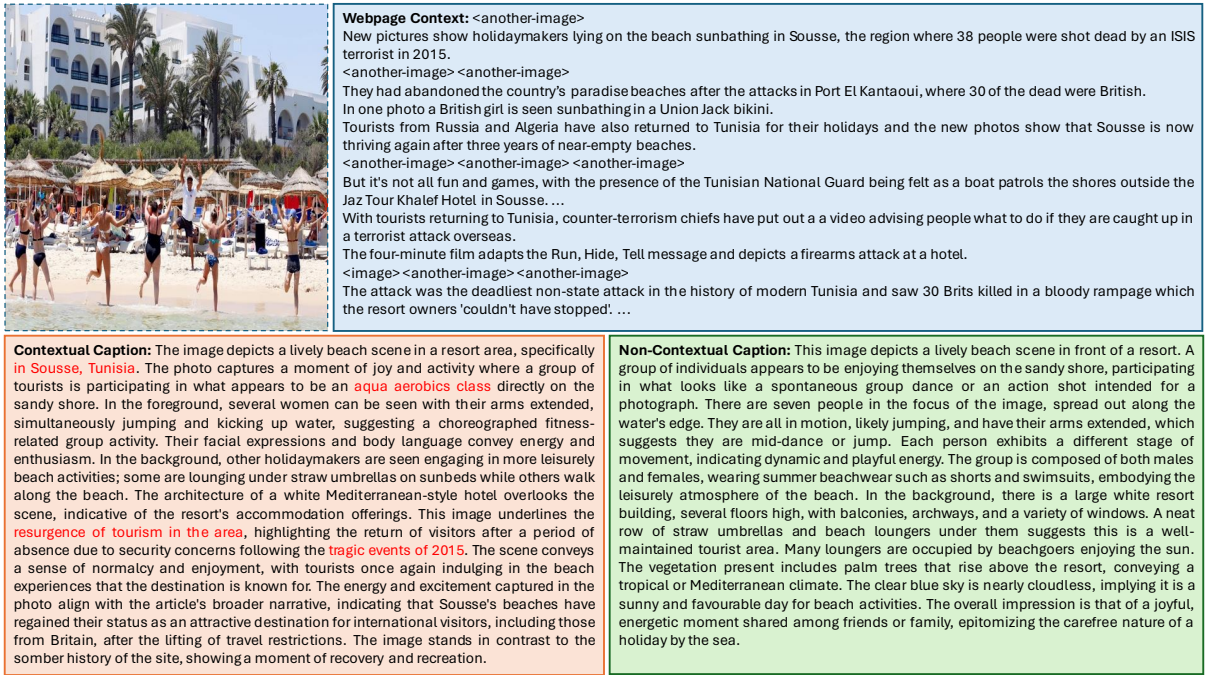 Webpage Context: <another-image>
New pictures show holidaymakers lying on the beach sunbathing in Sousse, the region where 38 people were shot dead by an ISIS
terrorist in 2015.
<another-image> <another-image>
They had abandoned the country's paradise beaches after the attacks in Port El Kantaoui, where 30 of the dead were British.
In one photo a British girl is seen sunbathing in a Union Jack bikini.
Tourists from Russia and Algeria have also returned to Tunisia for their holidays and the new photos show that Sousse is now
thriving again after three years of near-empty beaches.
<another-image> <another-image> <another-image>
But it's not all fun and games, with the presence of the Tunisian National Guard being felt as a boat patrols the shores outside the
Jaz Tour Khalef Hotel in Sousse. ...
With tourists returning to Tunisia, counter-terrorism chiefs have put out a a video advising people what to do if they are caught up in
a terrorist attack overseas.
The four-minute film adapts the Run, Hide, Tell message and depicts a firearms attack at a hotel.
<image> <another-image> <another-image>
The attack was the deadliest non-state attack in the history of modern Tunisia and saw 30 Brits killed in a bloody rampage which
the resort owners 'couldn't have stopped'. ...
Contextual Caption: The image depicts a lively beach scene in a resort area, specifically
in Sousse, Tunisia. The photo captures a moment of joy and activity where a group of
tourists is participating in what appears to be an aqua aerobics class directly on the
sandy shore. In the foreground, several women can be seen with their arms extended,
simultaneously jumping and kicking up water, suggesting a choreographed fitness-
related group activity. Their facial expressions and body language convey energy and
enthusiasm. In the background, other holidaymakers are seen engaging in more leisurely
beach activities; some are lounging under straw umbrellas on sunbeds while others walk
along the beach. The architecture of a white Mediterranean-style hotel overlooks the
scene, indicative of the resort's accommodation offerings. This image underlines the
resurgence of tourism in the area, highlighting the return of visitors after a period of
absence due to security concerns following the tragic events of 2015. The scene conveys
a sense of normalcy and enjoyment, with tourists once again indulging in the beach
experiences that the destination is known for. The energy and excitement captured in the
photo align with the article's broader narrative, indicating that Sousse's beaches have
regained their status as an attractive destination for international visitors, including those
from Britain, after the lifting of travel restrictions. The image stands in contrast to the
somber history of the site, showing a moment of recovery and recreation.
Non-Contextual Caption: This image depicts a lively beach scene in front of a resort. A
group of individuals appears to be enjoying themselves on the sandy shore, participating
in what looks like a spontaneous group dance or an action shot intended for a
photograph. There are seven people in the focus of the image, spread out along the
water's edge. They are all in motion, likely jumping, and have their arms extended, which
suggests they are mid-dance or jump. Each person exhibits a different stage of
movement, indicating dynamic and playful energy. The group is composed of both males
and females, wearing summer beachwear such as shorts and swimsuits, embodying the
leisurely atmosphere of the beach. In the background, there is a large white resort
building, several floors high, with balconies, archways, and a variety of windows. A neat
row of straw umbrellas and beach loungers under them suggests this is a well-
maintained tourist area. Many loungers are occupied by beachgoers enjoying the sun.
The vegetation present includes palm trees that rise above the resort, conveying a
tropical or Mediterranean climate. The clear blue sky is nearly cloudless, implying it is a
sunny and favourable day for beach activities. The overall impression is that of a joyful,
energetic moment shared among friends or family, epitomizing the carefree nature of a
holiday by the sea.